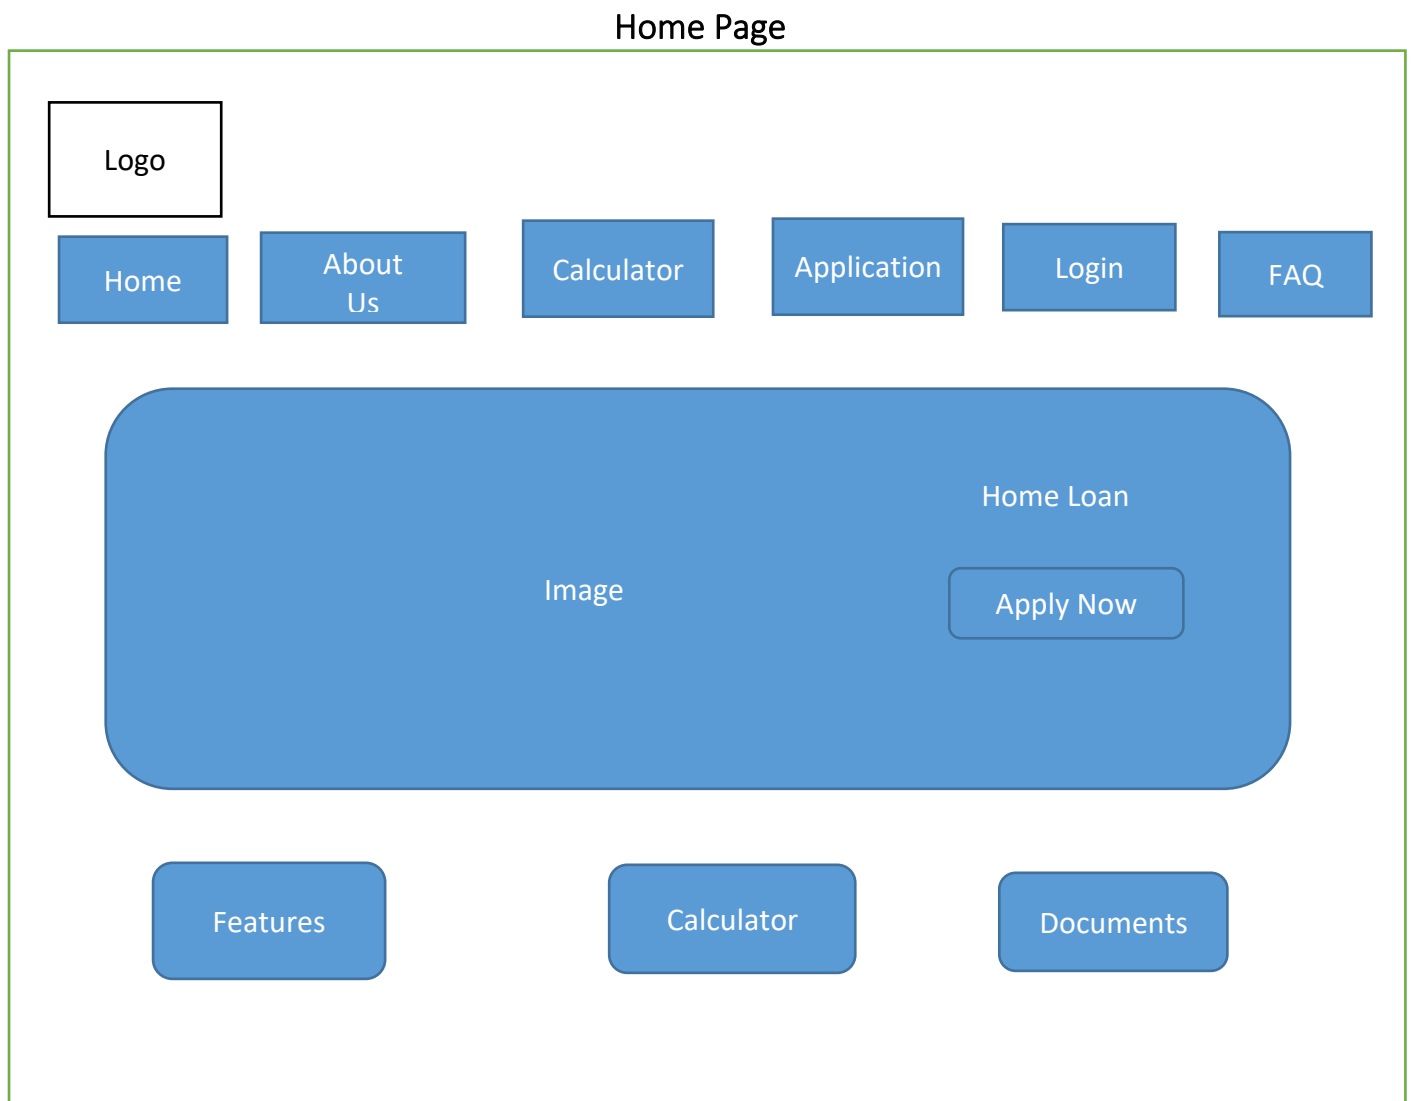 Home Page
Logo
Home
About
Us
Calculator
Application
Login
FAQ
Home Loan
Image
Apply Now
Features
Calculator
Documents